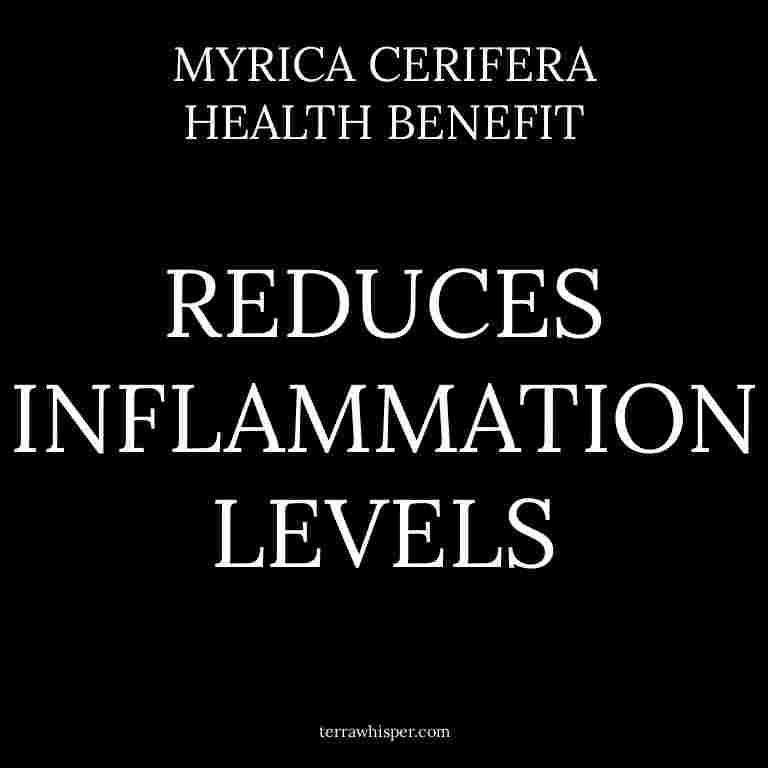 MYRICA CERIFERA
HEALTH BENEFIT
REDUCES
INFLAMMATION
LEVELS
terrawhisper.com